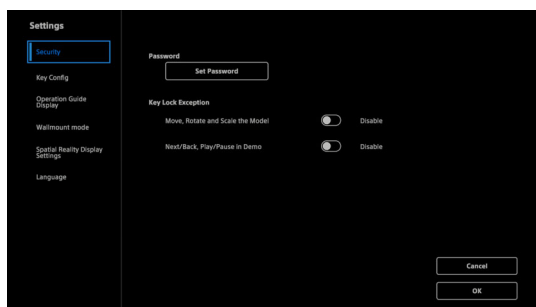 Settings
Security
Key Config
Operation Guide
Display
Wallmount mode
Spatial Reality Display
Settings
Language
Password
Set Password
Key Lock Exception
Move, Rotate and Scale the Model
Disable
Next/Back, Play/Pause in Demo
Disable
Cancel
OK